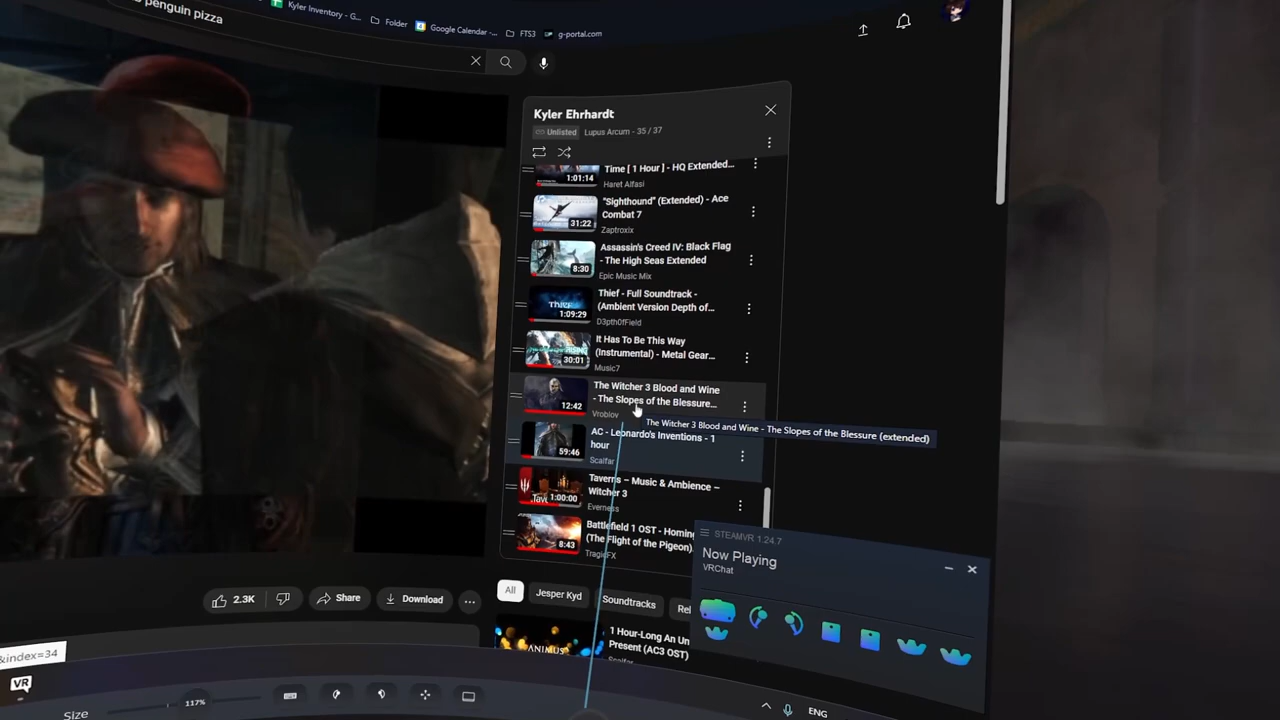 penguin pizza
Kyler Inventory - G...
Folder
Google Calendar -...
FTS3
g-portal.com
Kyler Ehrhardt
Unlisted
Lupus Arcum - 35 / 37
Time [ 1 Hour ] - HQ Extended...
Haret Alfasi
1:01:14
"Sighthound" (Extended) - Ace
Combat 7
Zaptroxix
31:22
Assassin's Creed IV: Black Flag
- The High Seas Extended
Epic Music Mix
8:30
Thief - Full Soundtrack -
(Ambient Version Depth of...
D3pth0fField
THIEF
1:09:29
It Has To Be This Way
(Instrumental) - Metal Gear...
Music7
30:01
The Witcher 3 Blood and Wine
- The Slopes of the Blessure...
Vroblov
12:42
The Witcher 3 Blood and Wine - The Slopes of the Blessure (extended)
AC - Leonardo's Inventions - 1
hour
Scalfar
59:46
Taverns – Music & Ambience –
Witcher 3
Everness
1:00:00
Battlefield 1 OST - Homing
(The Flight of the Pigeon)
TragicFX
8:43
STEAMVR 1.24.7
Now Playing
VRChat
2.3K
Share
Download
All
Jesper Kyd
Soundtracks
Rel
1 Hour-Long An Un
Present (AC3 OST)
Scalfar
ANIMUS
&index=34
VR
Size
117%
ENG